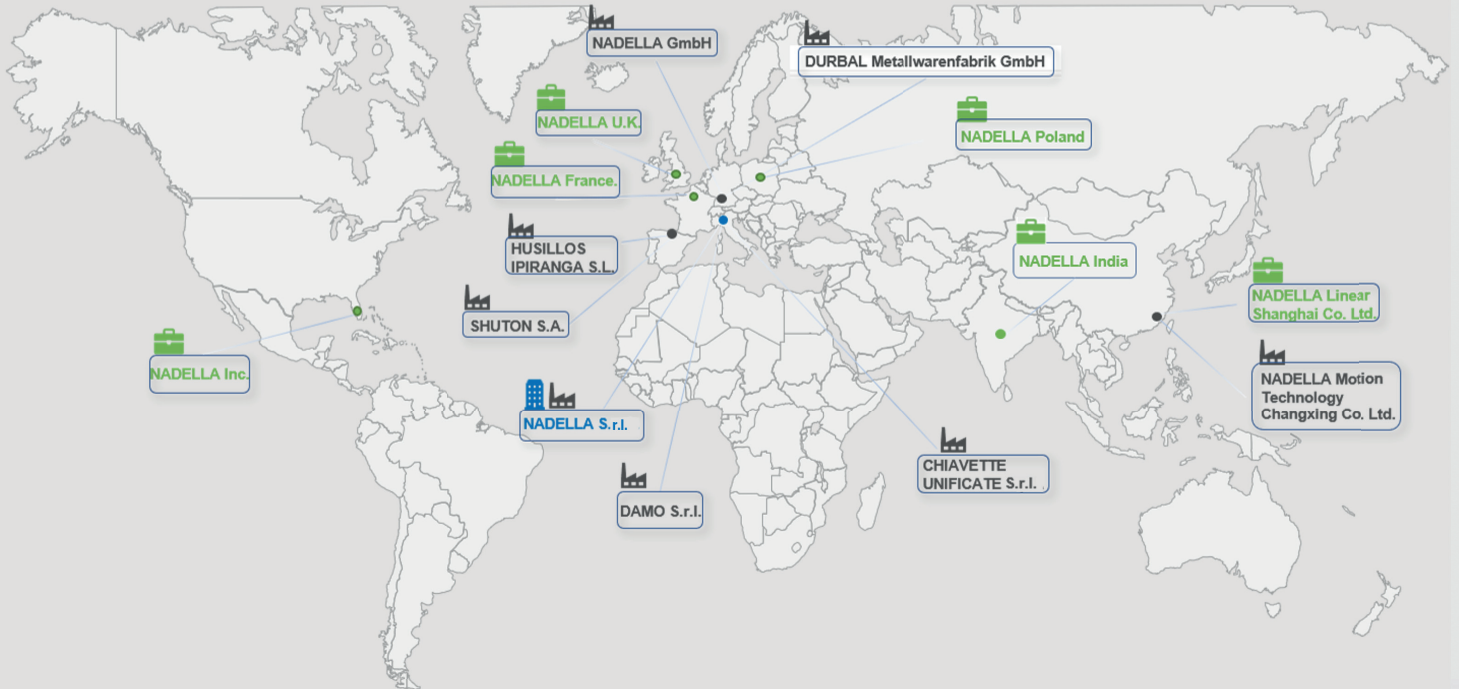 NADELLA GmbH
DURBAL Metallwarenfabrik GmbH
NADELLA U.K.
NADELLA Poland
NADELLA France.
HUSILLOS
IPIRANGA S.L.
NADELLA India
NADELLA Linear
Shanghai Co. Ltd.
SHUTON S.A.
NADELLA Inc.
NADELLA Motion
Technology
Changxing Co. Ltd.
NADELLA S.r.l.
CHIAVETTE
UNIFICATE S.r.l.
DAMO S.r.l.